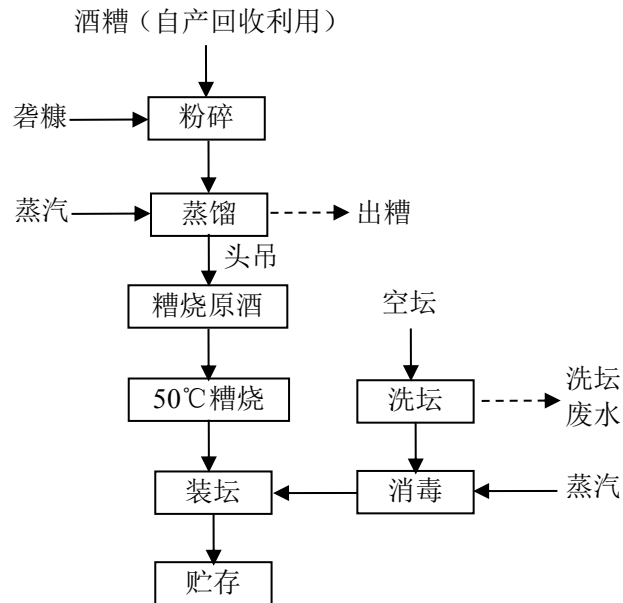 酒糟（自产回收利用）
砻糠
粉碎
蒸汽
蒸馏
出糟
头吊
糟烧原酒
空坛
50℃糟烧
洗坛
洗坛
废水
装坛
消毒
蒸汽
贮存